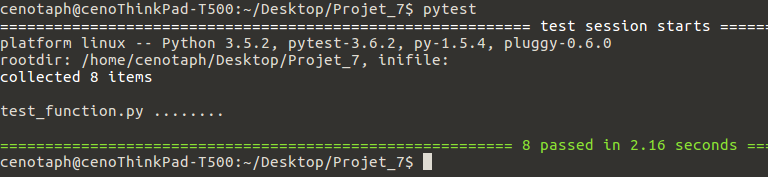 cenotaph@cenoThinkPad-T500:~/Desktop/Projet_7$ pytest
=========================================================== test session starts ======
platform linux -- Python 3.5.2, pytest-3.6.2, py-1.5.4, pluggy-0.6.0
rootdir: /home/cenotaph/Desktop/Projet_7, inifile:
collected 8 items
test_function.py ........
========================================================= 8 passed in 2.16 seconds ===
cenotaph@cenoThinkPad-T500:~/Desktop/Projet_7$